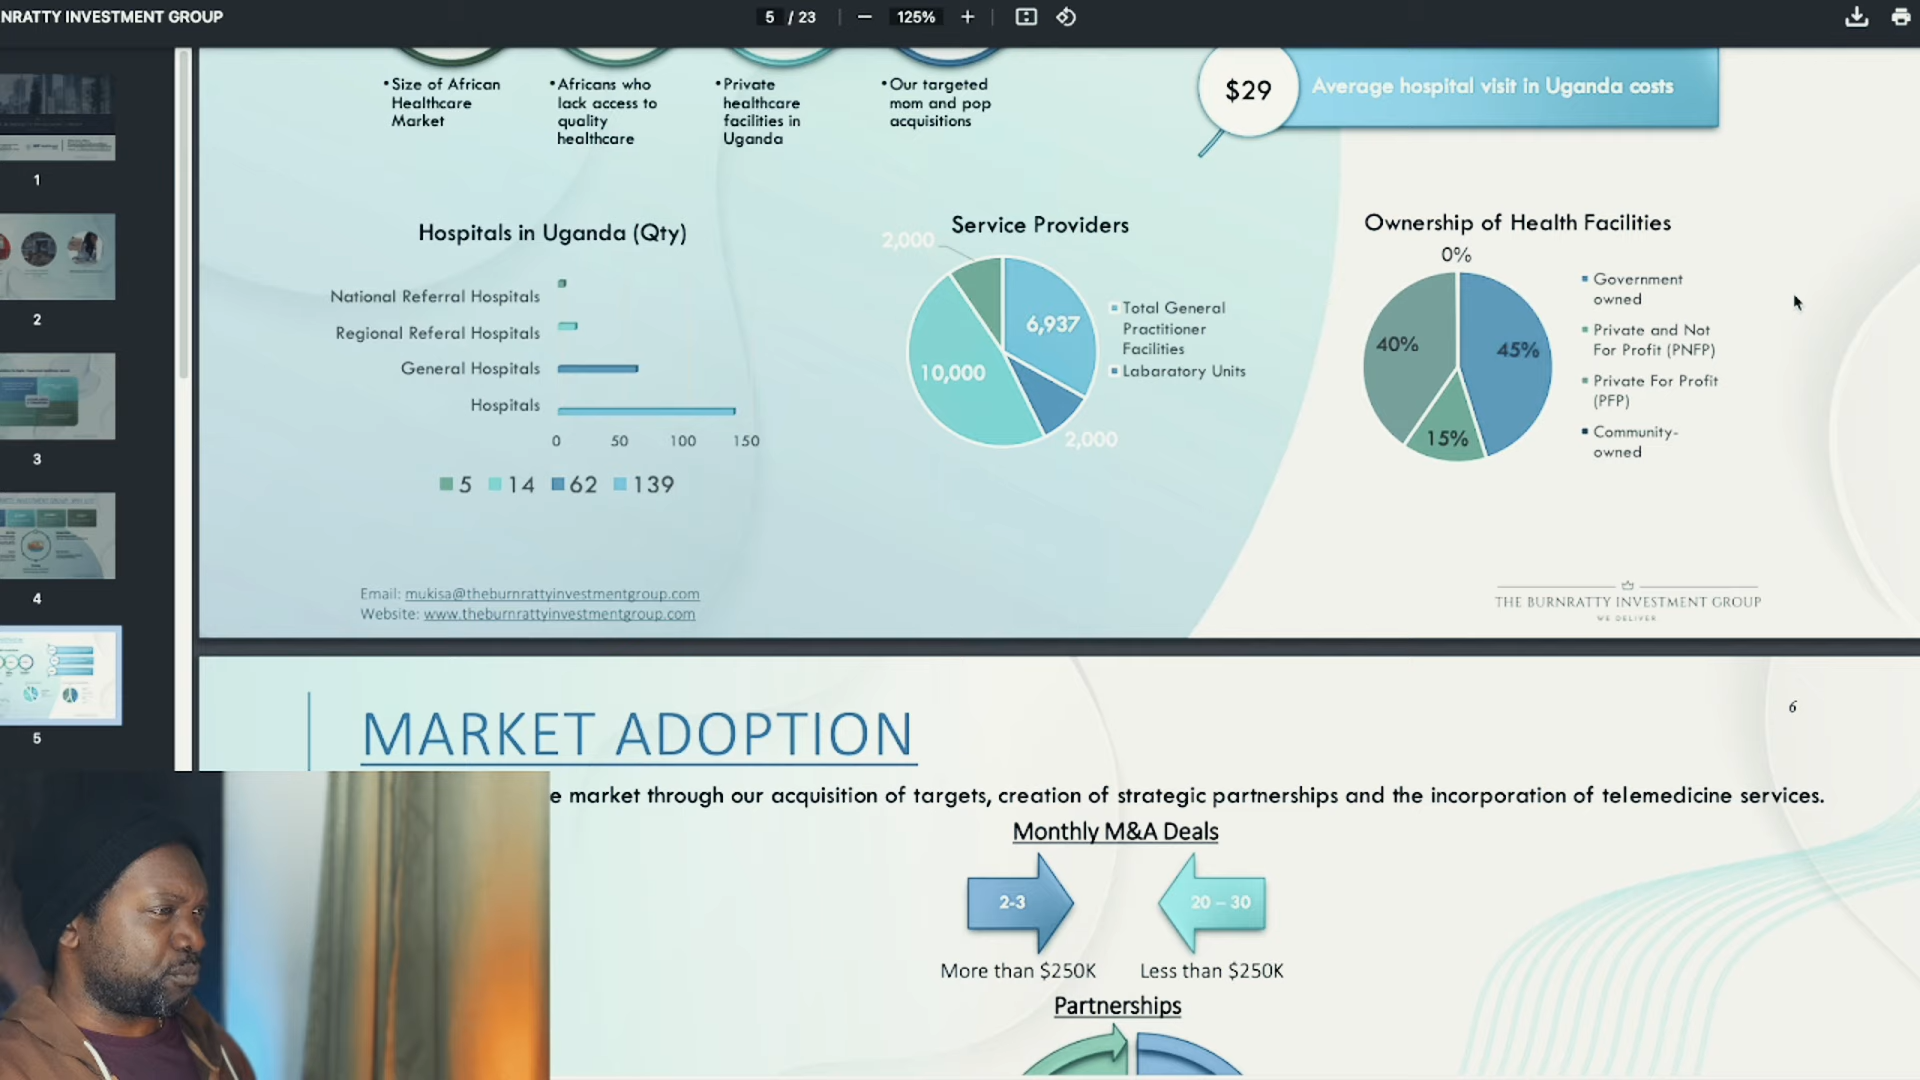 NRATTY INVESTMENT GROUP
5 / 23
125%
• Size of African
Healthcare
Market
• Africans who
lack access to
quality
healthcare
• Private
healthcare
facilities in
Uganda
• Our targeted
mom and pop
acquisitions
$29
Average hospital visit in Uganda costs
1
2
3
4
5
Hospitals in Uganda (Qty)
National Referral Hospitals
Regional Referal Hospitals
General Hospitals
Hospitals
0 50 100 150
5 14 62 139
Service Providers
2,000
6,937
10,000
2,000
Total General
Practitioner
Facilities
Labaratory Units
Ownership of Health Facilities
0%
40%
45%
15%
Government
owned
Private and Not
For Profit (PNFP)
Private For Profit
(PFP)
Community-
owned
Email: mukisa@theburnrattyinvestmentgroup.com
Website: www.theburnrattyinvestmentgroup.com
THE BURNRATTY INVESTMENT GROUP
WE DELIVER
6
MARKET ADOPTION
e market through our acquisition of targets, creation of strategic partnerships and the incorporation of telemedicine services.
Monthly M&A Deals
2-3
20 – 30
More than $250K
Less than $250K
Partnerships